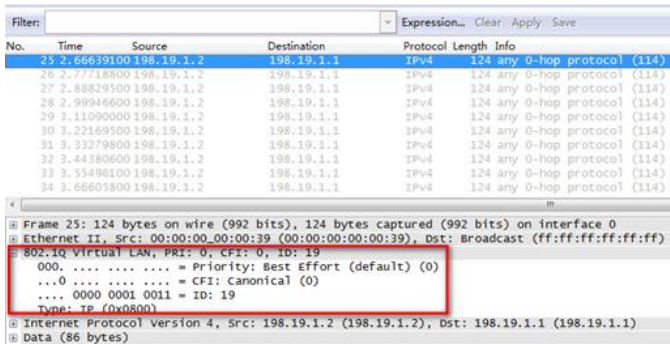 Filter:
Expression... Clear Apply Save
No. Time Source Destination Protocol Length Info
25 2.66639100 198.19.1.2 198.19.1.1 IPv4 124 any 0-hop protocol (114)
26 2.77718800 198.19.1.2 198.19.1.1 IPv4 124 any 0-hop protocol (114)
27 2.88829500 198.19.1.2 198.19.1.1 IPv4 124 any 0-hop protocol (114)
28 2.99946600 198.19.1.2 198.19.1.1 IPv4 124 any 0-hop protocol (114)
29 3.11090000 198.19.1.2 198.19.1.1 IPv4 124 any 0-hop protocol (114)
30 3.22169500 198.19.1.2 198.19.1.1 IPv4 124 any 0-hop protocol (114)
31 3.33279800 198.19.1.2 198.19.1.1 IPv4 124 any 0-hop protocol (114)
32 3.44380600 198.19.1.2 198.19.1.1 IPv4 124 any 0-hop protocol (114)
33 3.55496100 198.19.1.2 198.19.1.1 IPv4 124 any 0-hop protocol (114)
34 3.66605800 198.19.1.2 198.19.1.1 IPv4 124 any 0-hop protocol (114)
Frame 25: 124 bytes on wire (992 bits), 124 bytes captured (992 bits) on interface 0
Ethernet II, Src: 00:00:00_00:00:39 (00:00:00:00:00:39), Dst: Broadcast (ff:ff:ff:ff:ff:ff)
802.1Q Virtual LAN, PRI: 0, CFI: 0, ID: 19
000. .... .... .... = Priority: Best Effort (default) (0)
...0 .... .... .... = CFI: Canonical (0)
.... 0000 0001 0011 = ID: 19
Type: IP (0x0800)
Internet Protocol Version 4, Src: 198.19.1.2 (198.19.1.2), Dst: 198.19.1.1 (198.19.1.1)
Data (86 bytes)